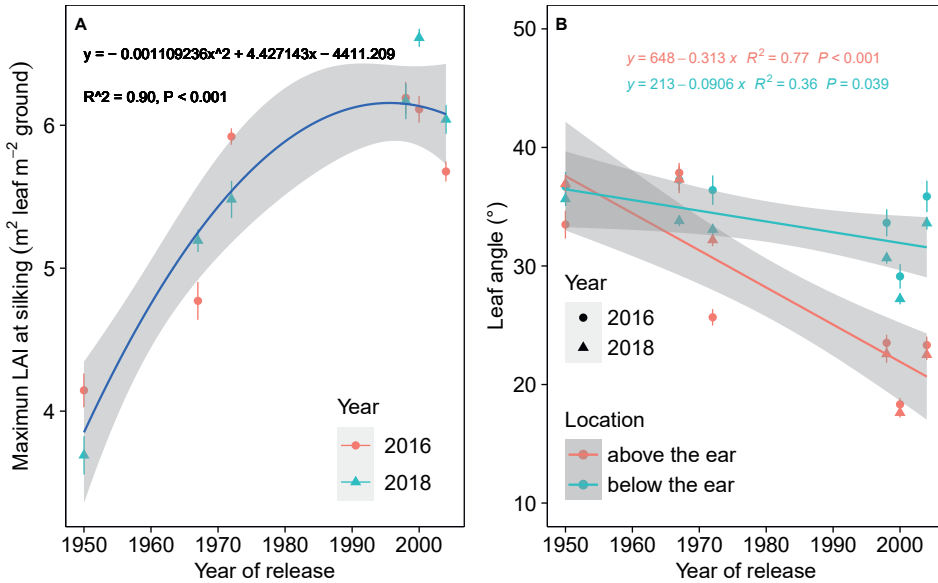 A
y = − 0.001109236x^2 + 4.427143x − 4411.209
R^2 = 0.90, P < 0.001
Maximun LAI at silking (m² leaf m⁻² ground)
6
5
4
Year
2016
2018
1950 1960 1970 1980 1990 2000
Year of release
B
y = 648 – 0.313 x R² = 0.77 P < 0.001
y = 213 – 0.0906 x R² = 0.36 P = 0.039
Leaf angle (°)
50
40
30
20
10
Year
2016
2018
Location
above the ear
below the ear
1950 1960 1970 1980 1990 2000
Year of release